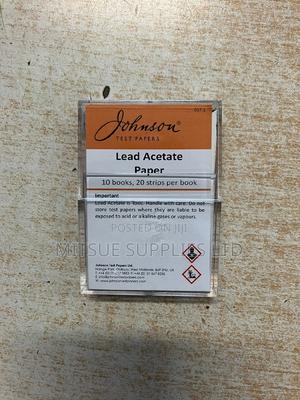 Johnson®
TEST PAPERS
Lead Acetate
Paper
10 books, 20 strips per book
Important
Lead Acetate is Toxic. Handle with care. Do not
store test papers where they are liable to be
exposed to acid or alkaline gases or vapours.
POSTED ON JIJI
MITSUE SUPPLIES LTD
Johnson Test Papers Ltd.